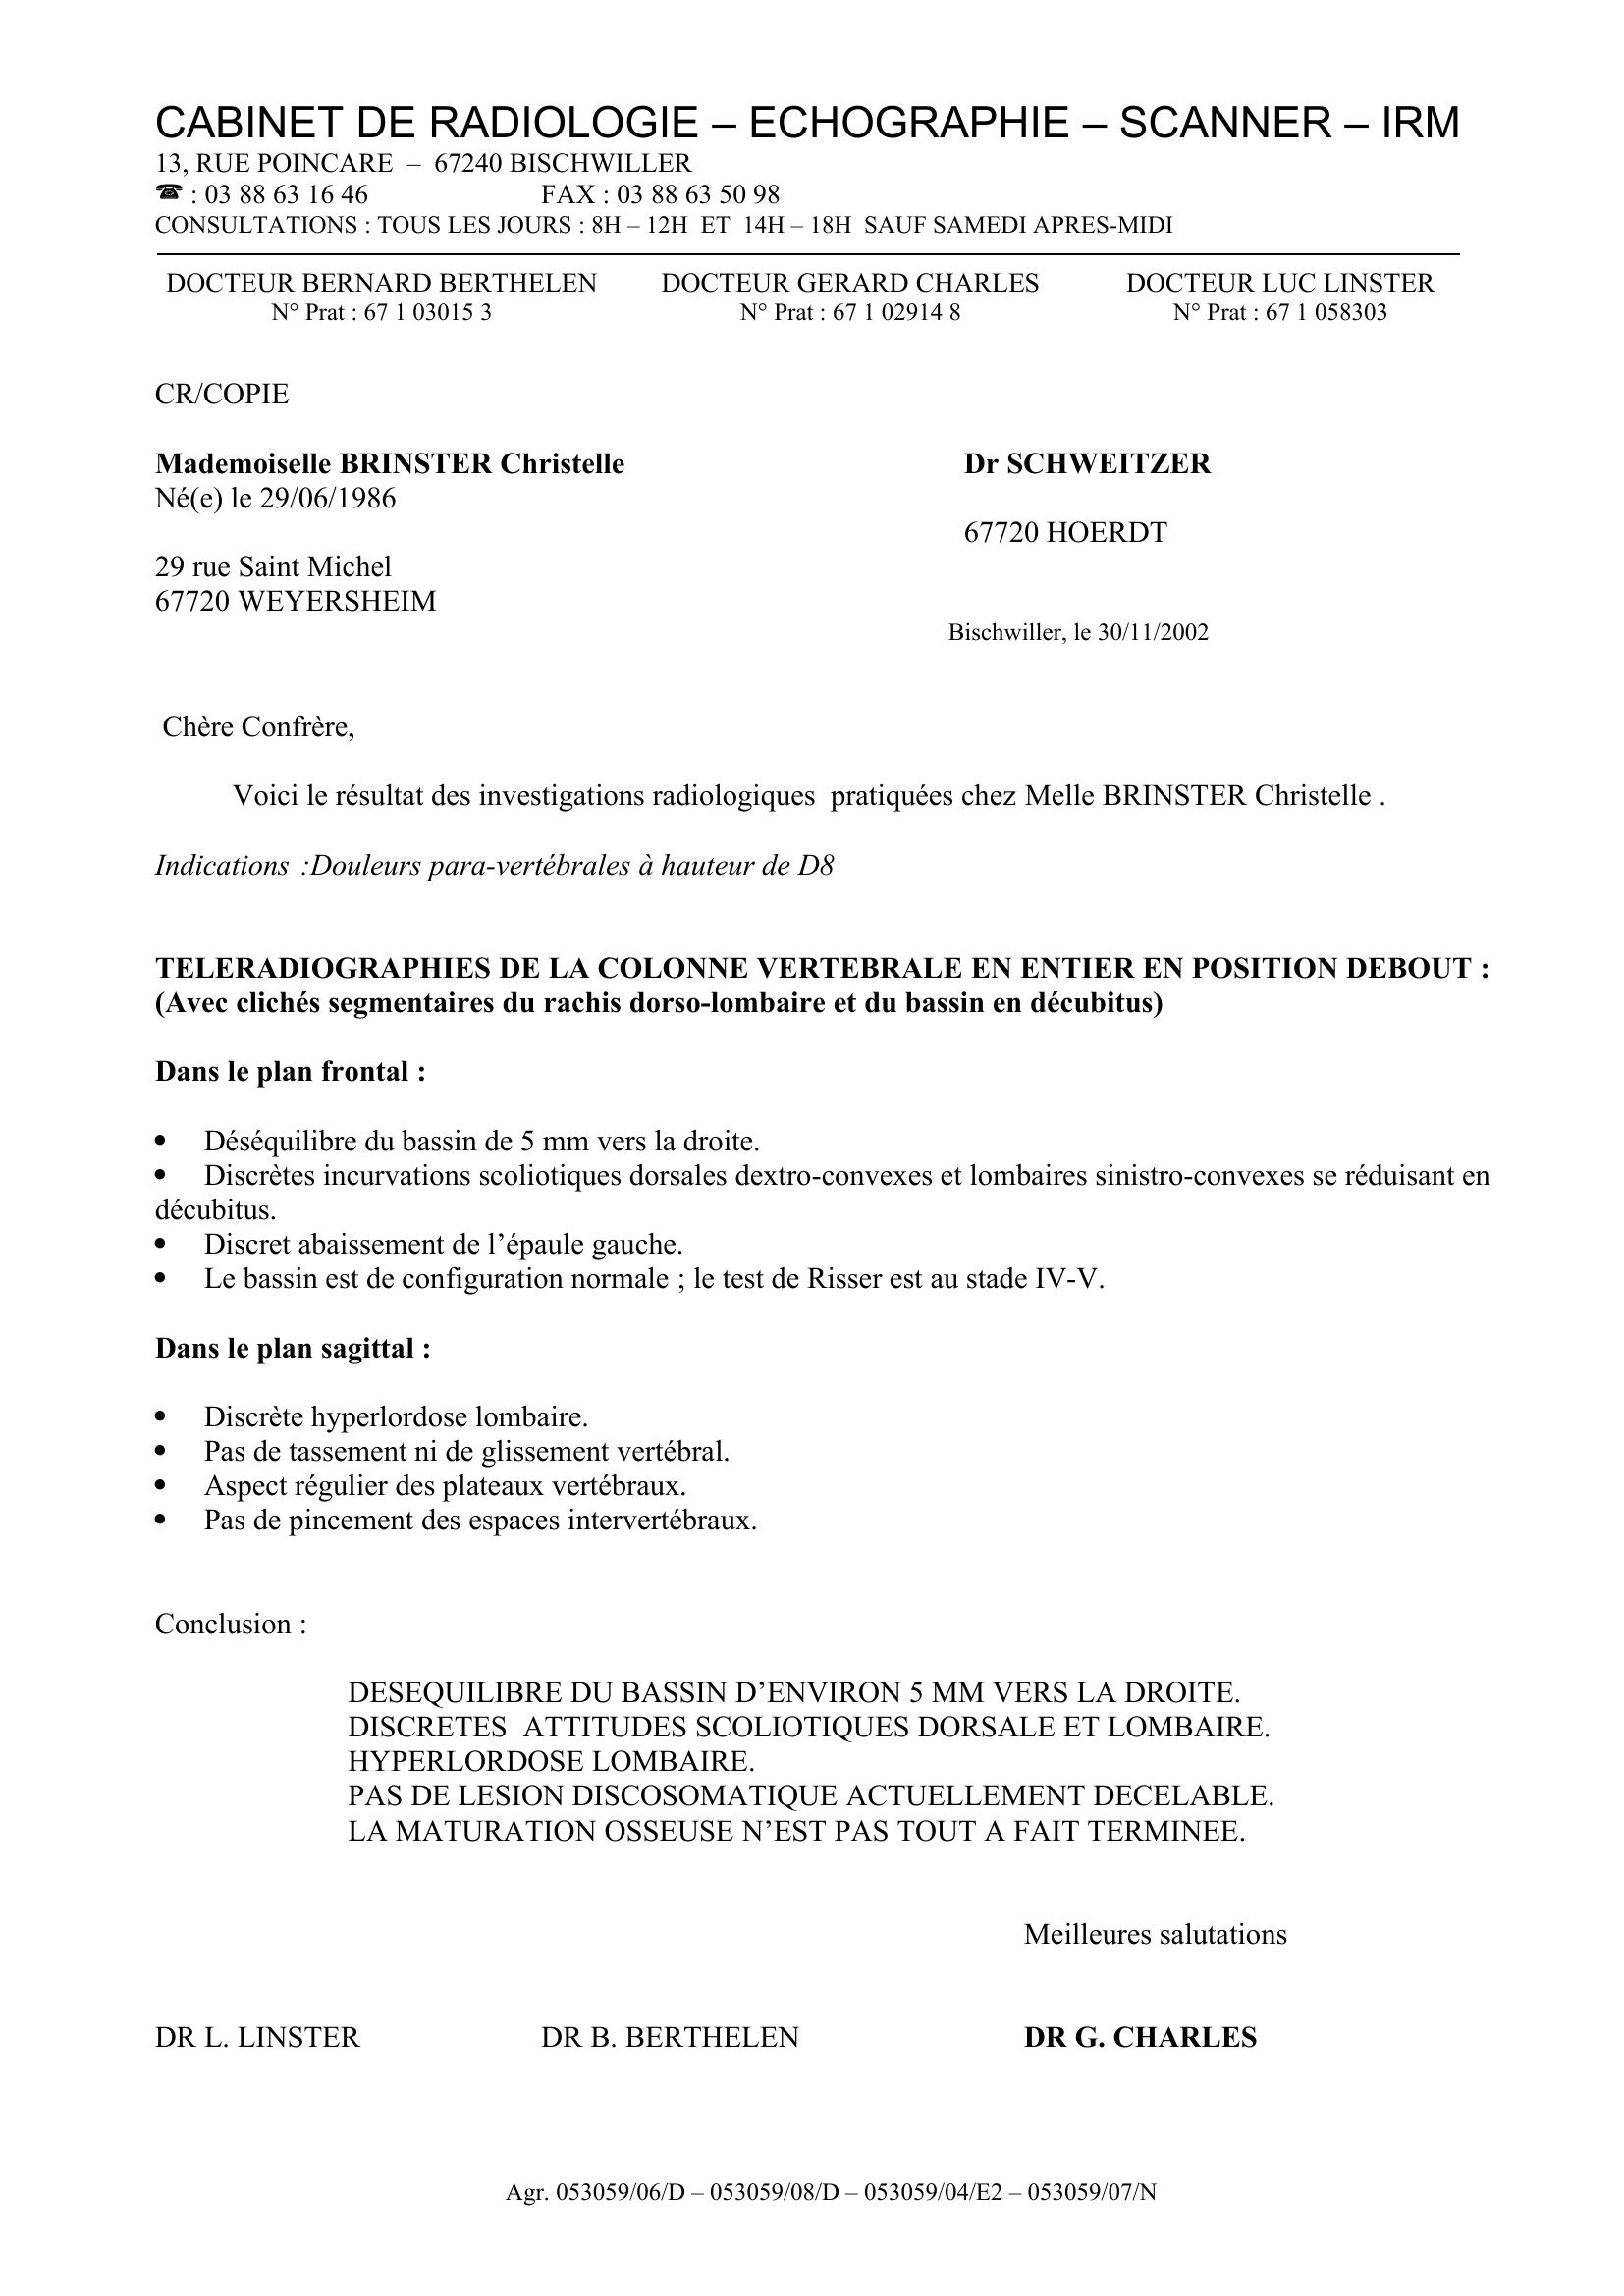 CABINET DE RADIOLOGIE – ECHOGRAPHIE – SCANNER – IRM
13, RUE POINCARE – 67240 BISCHWILLER
☎ : 03 88 63 16 46 FAX : 03 88 63 50 98
CONSULTATIONS : TOUS LES JOURS : 8H – 12H ET 14H – 18H SAUF SAMEDI APRES-MIDI
DOCTEUR BERNARD BERTHELEN DOCTEUR GERARD CHARLES DOCTEUR LUC LINSTER
N° Prat : 67 1 03015 3 N° Prat : 67 1 02914 8 N° Prat : 67 1 058303
CR/COPIE
Mademoiselle BRINSTER Christelle Dr SCHWEITZER
Né(e) le 29/06/1986
67720 HOERDT
29 rue Saint Michel
67720 WEYERSHEIM
Bischwiller, le 30/11/2002
Chère Confrère,
Voici le résultat des investigations radiologiques pratiquées chez Melle BRINSTER Christelle .
Indications :Douleurs para-vertébrales à hauteur de D8
TELERADIOGRAPHIES DE LA COLONNE VERTEBRALE EN ENTIER EN POSITION DEBOUT :
(Avec clichés segmentaires du rachis dorso-lombaire et du bassin en décubitus)
Dans le plan frontal :
• Déséquilibre du bassin de 5 mm vers la droite.
• Discrètes incurvations scoliotiques dorsales dextro-convexes et lombaires sinistro-convexes se réduisant en
décubitus.
• Discret abaissement de l’épaule gauche.
• Le bassin est de configuration normale ; le test de Risser est au stade IV-V.
Dans le plan sagittal :
• Discrète hyperlordose lombaire.
• Pas de tassement ni de glissement vertébral.
• Aspect régulier des plateaux vertébraux.
• Pas de pincement des espaces intervertébraux.
Conclusion :
DESEQUILIBRE DU BASSIN D’ENVIRON 5 MM VERS LA DROITE.
DISCRETES ATTITUDES SCOLIOTIQUES DORSALE ET LOMBAIRE.
HYPERLORDOSE LOMBAIRE.
PAS DE LESION DISCOSOMATIQUE ACTUELLEMENT DECELABLE.
LA MATURATION OSSEUSE N’EST PAS TOUT A FAIT TERMINEE.
Meilleures salutations
DR L. LINSTER DR B. BERTHELEN DR G. CHARLES
Agr. 053059/06/D – 053059/08/D – 053059/04/E2 – 053059/07/N